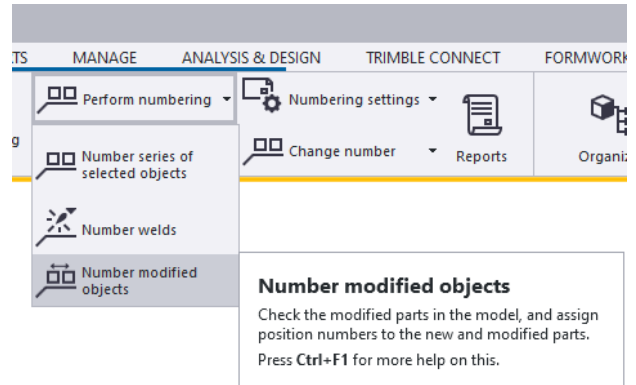 TS MANAGE ANALYSIS & DESIGN TRIMBLE CONNECT FORMWORK
Perform numbering
Numbering settings
g
Change number
Reports
Organiz
Number series of
selected objects
Number welds
Number modified
objects
Number modified objects
Check the modified parts in the model, and assign
position numbers to the new and modified parts.
Press Ctrl+F1 for more help on this.